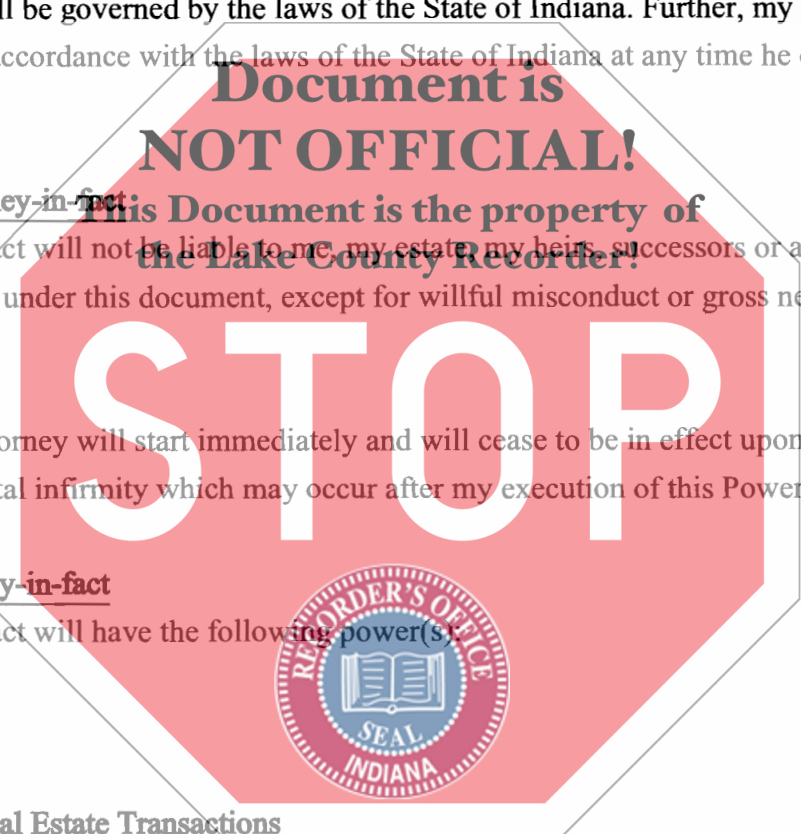 ll be governed by the laws of the State of Indiana. Further, my
accordance with the laws of the State of Indiana at any time he
Document is
NOT OFFICIAL!
ey-in-fact
This Document is the property of
ct will not be liable to me, my estate, my heirs, successors or a
the Lake County Recorder!
under this document, except for willful misconduct or gross ne
STOP
orney will start immediately and will cease to be in effect upon
tal infirmity which may occur after my execution of this Power
y-in-fact
ct will have the following power(s):
RECORDER'S OFFICE
SEAL
INDIANA
al Estate Transactions